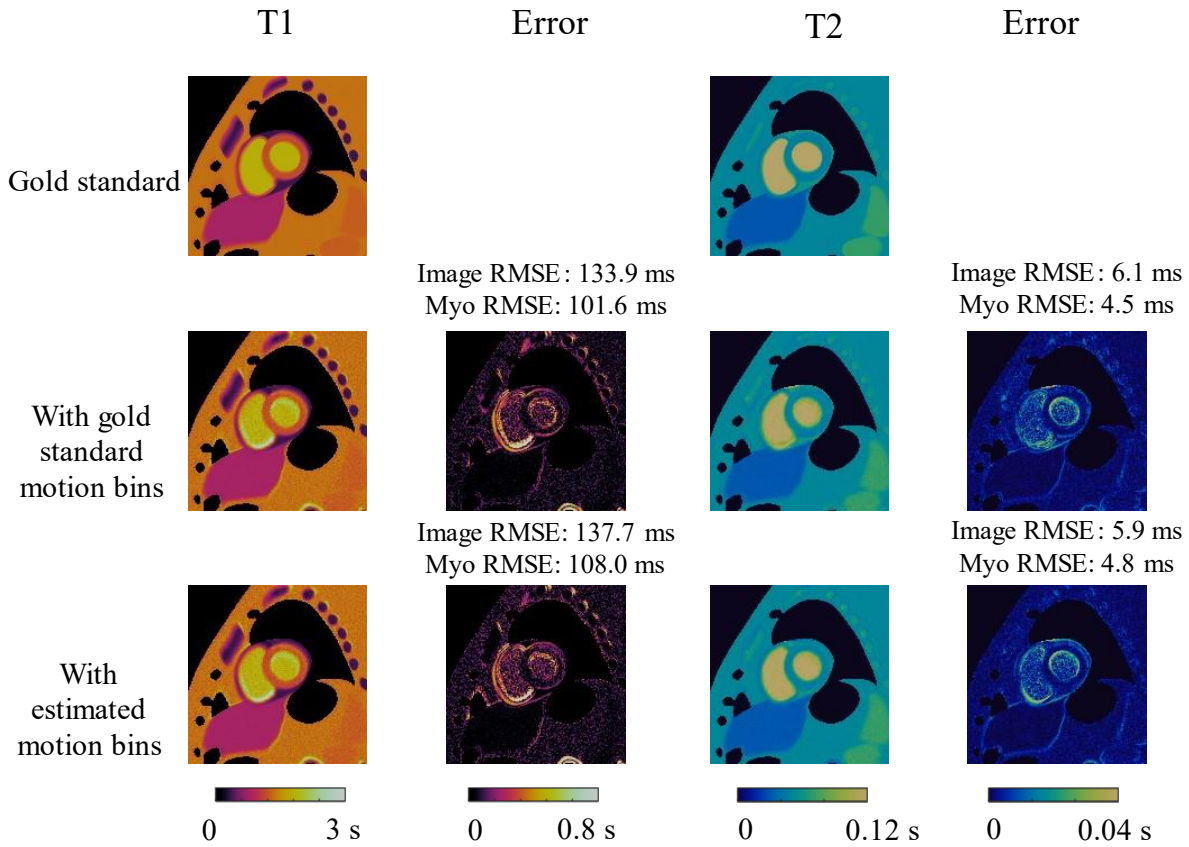 T1 Error T2 Error
Gold standard
Image RMSE: 133.9 ms
Myo RMSE: 101.6 ms
Image RMSE: 6.1 ms
Myo RMSE: 4.5 ms
With gold
standard
motion bins
Image RMSE: 137.7 ms
Myo RMSE: 108.0 ms
Image RMSE: 5.9 ms
Myo RMSE: 4.8 ms
With
estimated
motion bins
0 3 s 0 0.8 s 0 0.12 s 0 0.04 s